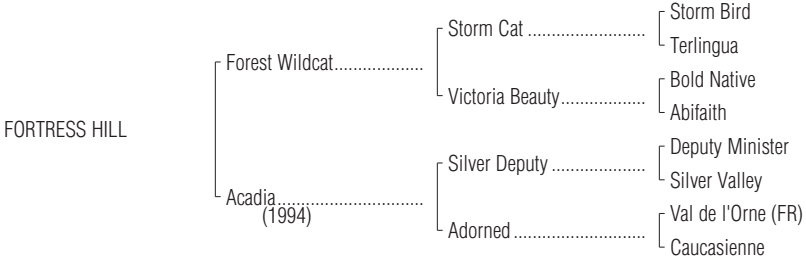 Storm Bird
Storm Cat ........................
Terlingua
Forest Wildcat..................
Bold Native
Victoria Beauty.................
Abifaith
FORTRESS HILL
Deputy Minister
Silver Deputy ...................
Silver Valley
Acadia..............................
(1994)
Val de l'Orne (FR)
Adorned ...........................
Caucasienne